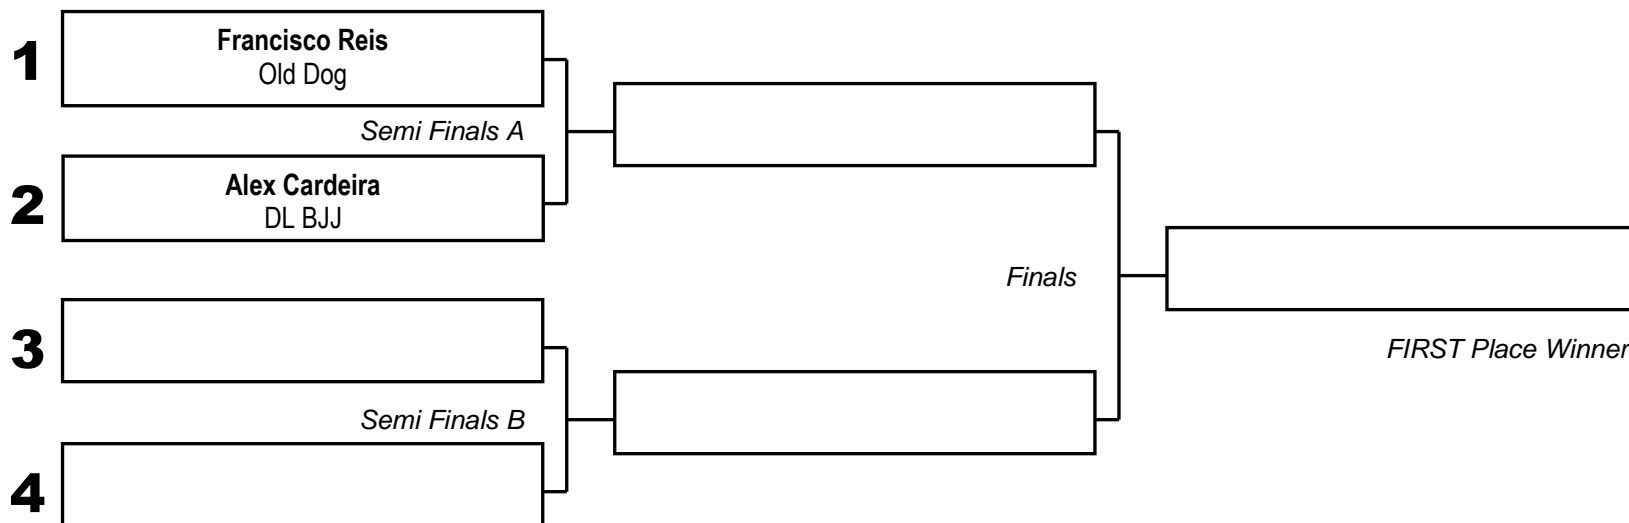 1
Francisco Reis
Old Dog
Semi Finals A
2
Alex Cardeira
DL BJJ
Finals
3
FIRST Place Winner
Semi Finals B
4